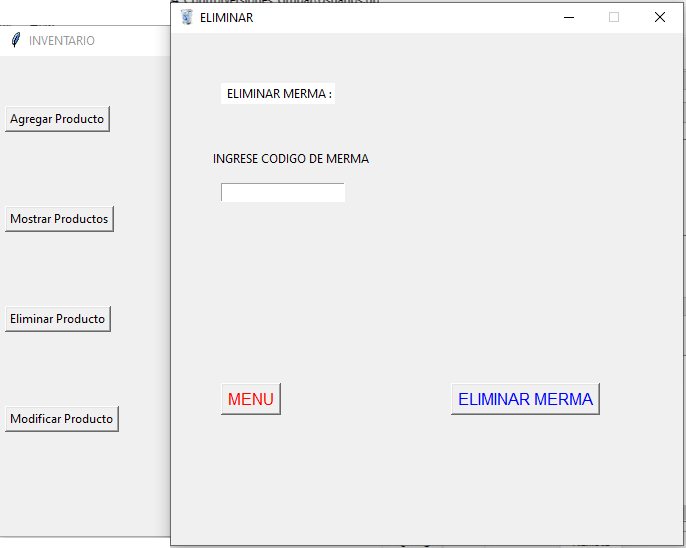 INVENTARIO
Agregar Producto
Mostrar Productos
Eliminar Producto
Modificar Producto
ELIMINAR
ELIMINAR MERMA :
INGRESE CODIGO DE MERMA
MENU
ELIMINAR MERMA